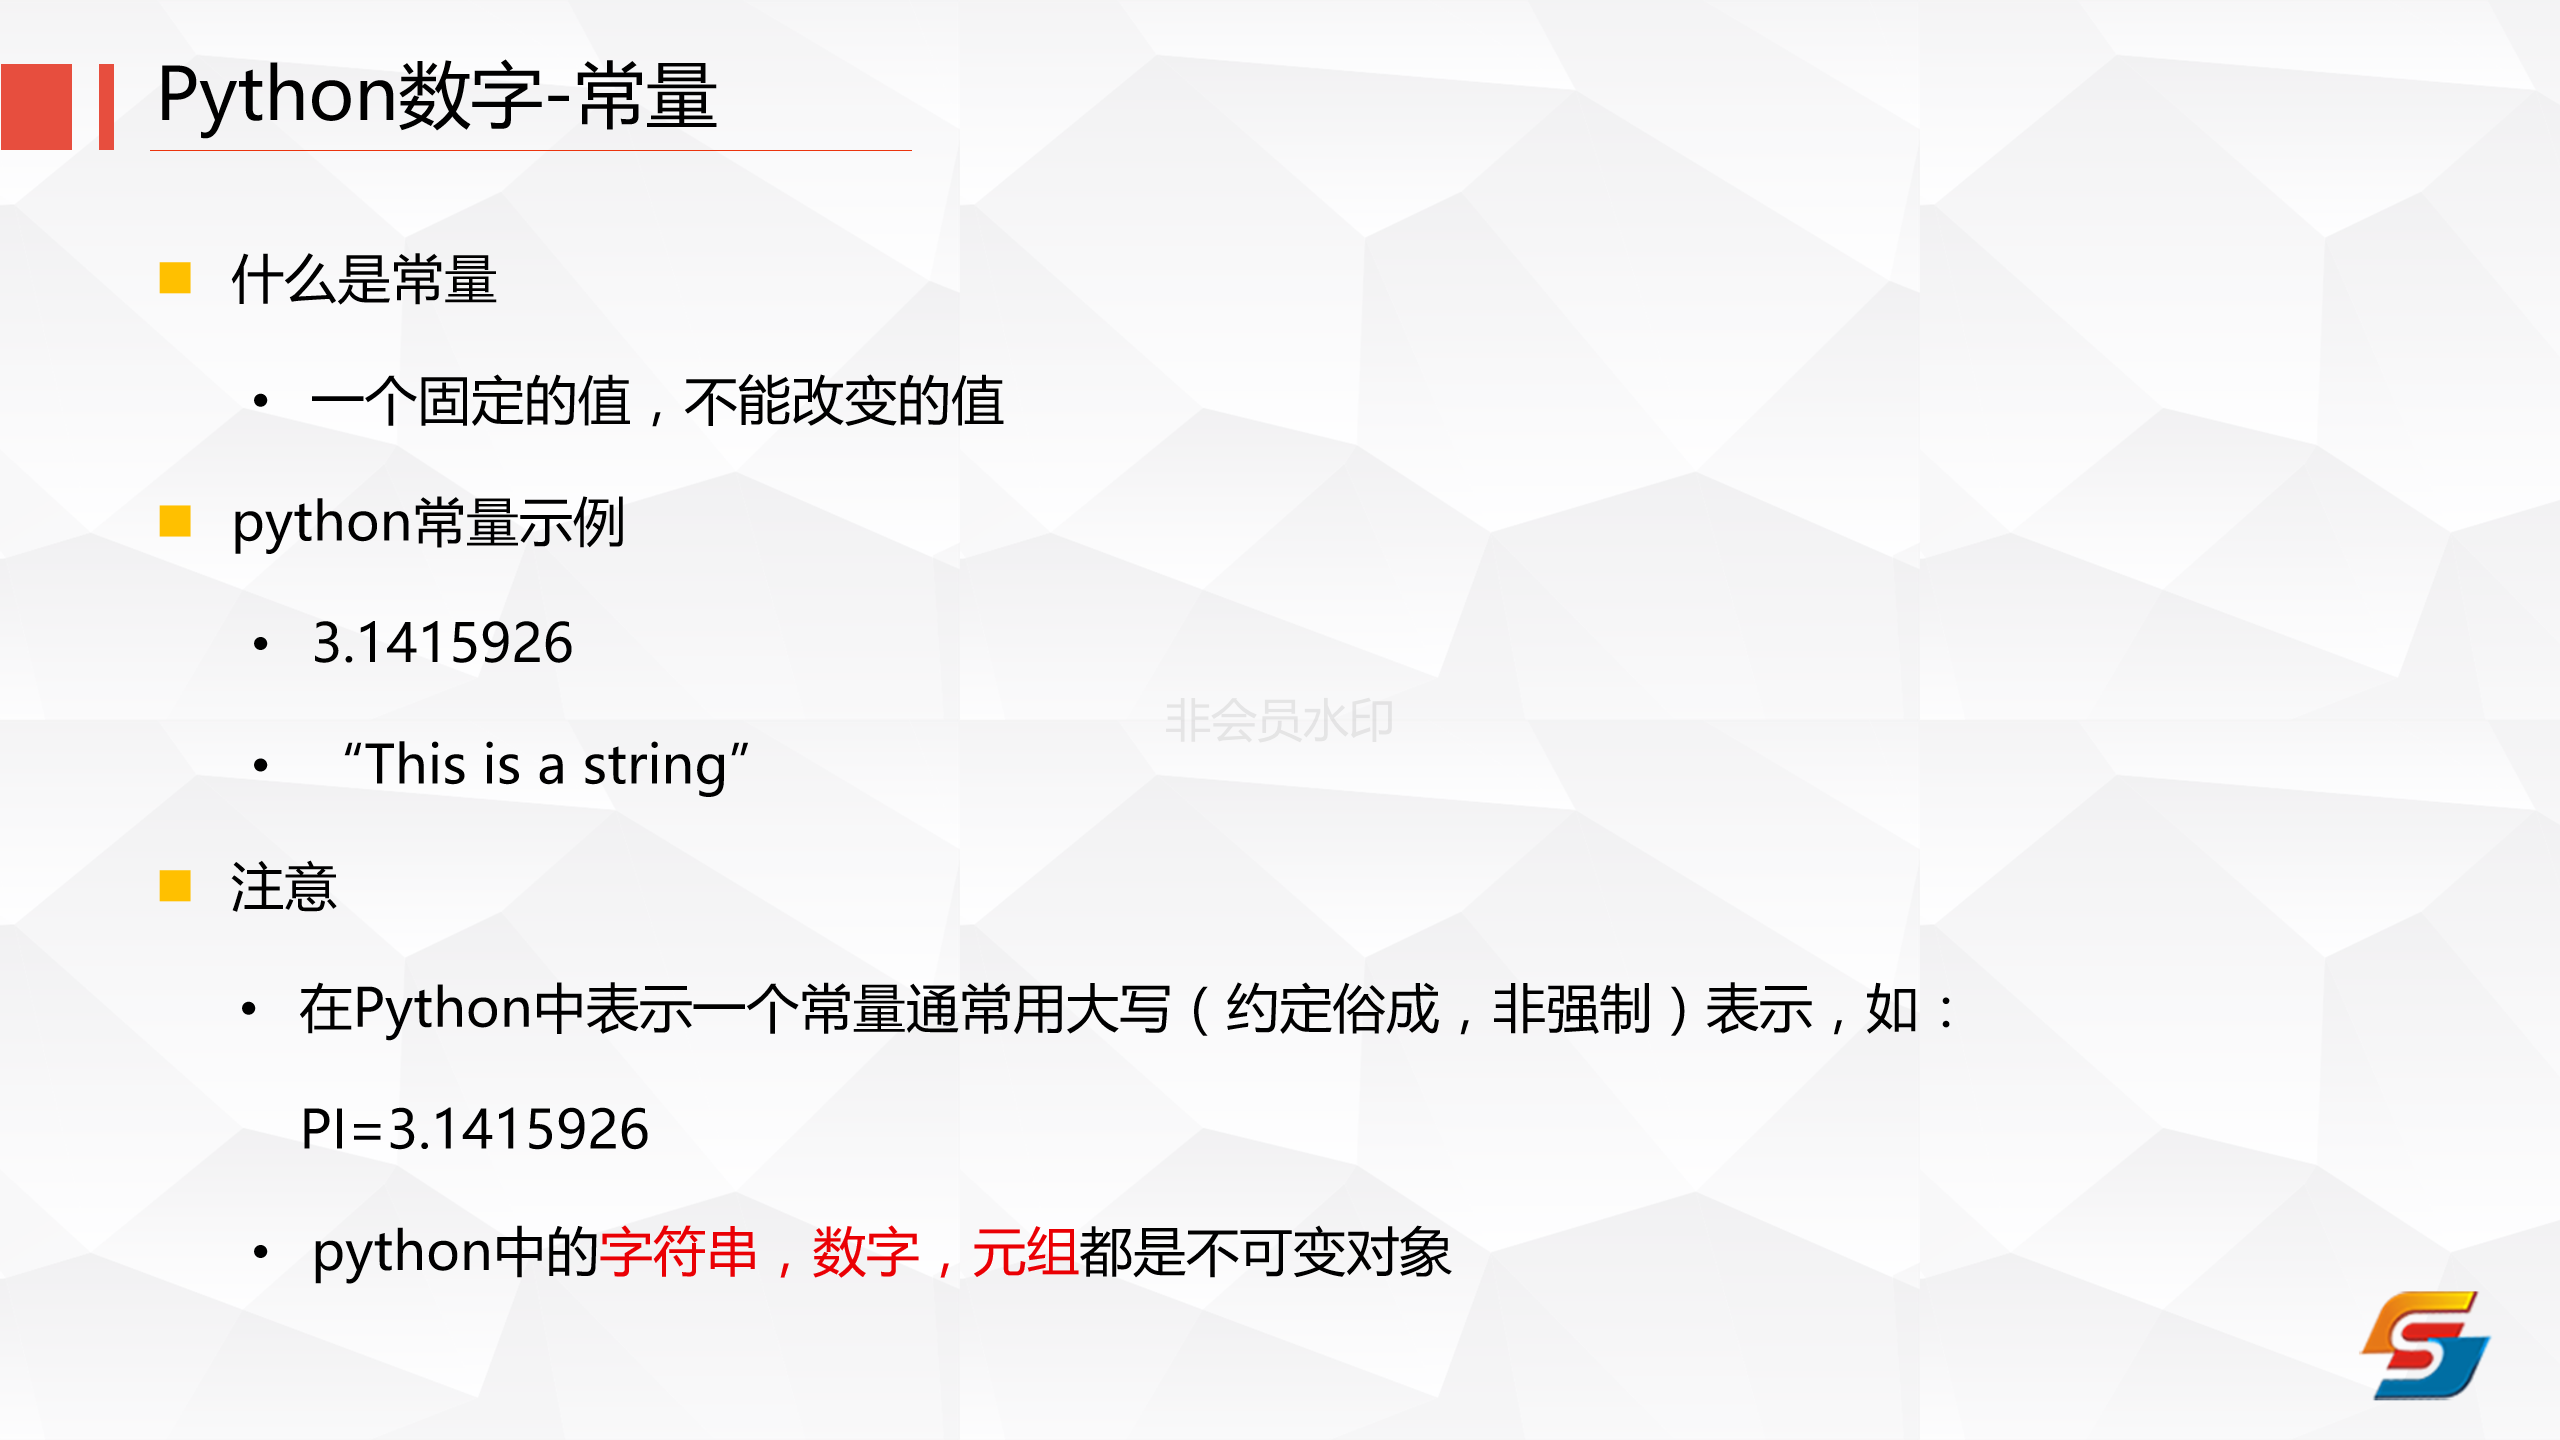 Python数字-常量
什么是常量
一个固定的值，不能改变的值
python常量示例
3.1415926
非会员水印
“This is a string”
注意
在Python中表示一个常量通常用大写（约定俗成，非强制）表示，如：
PI=3.1415926
python中的字符串，数字，元组都是不可变对象